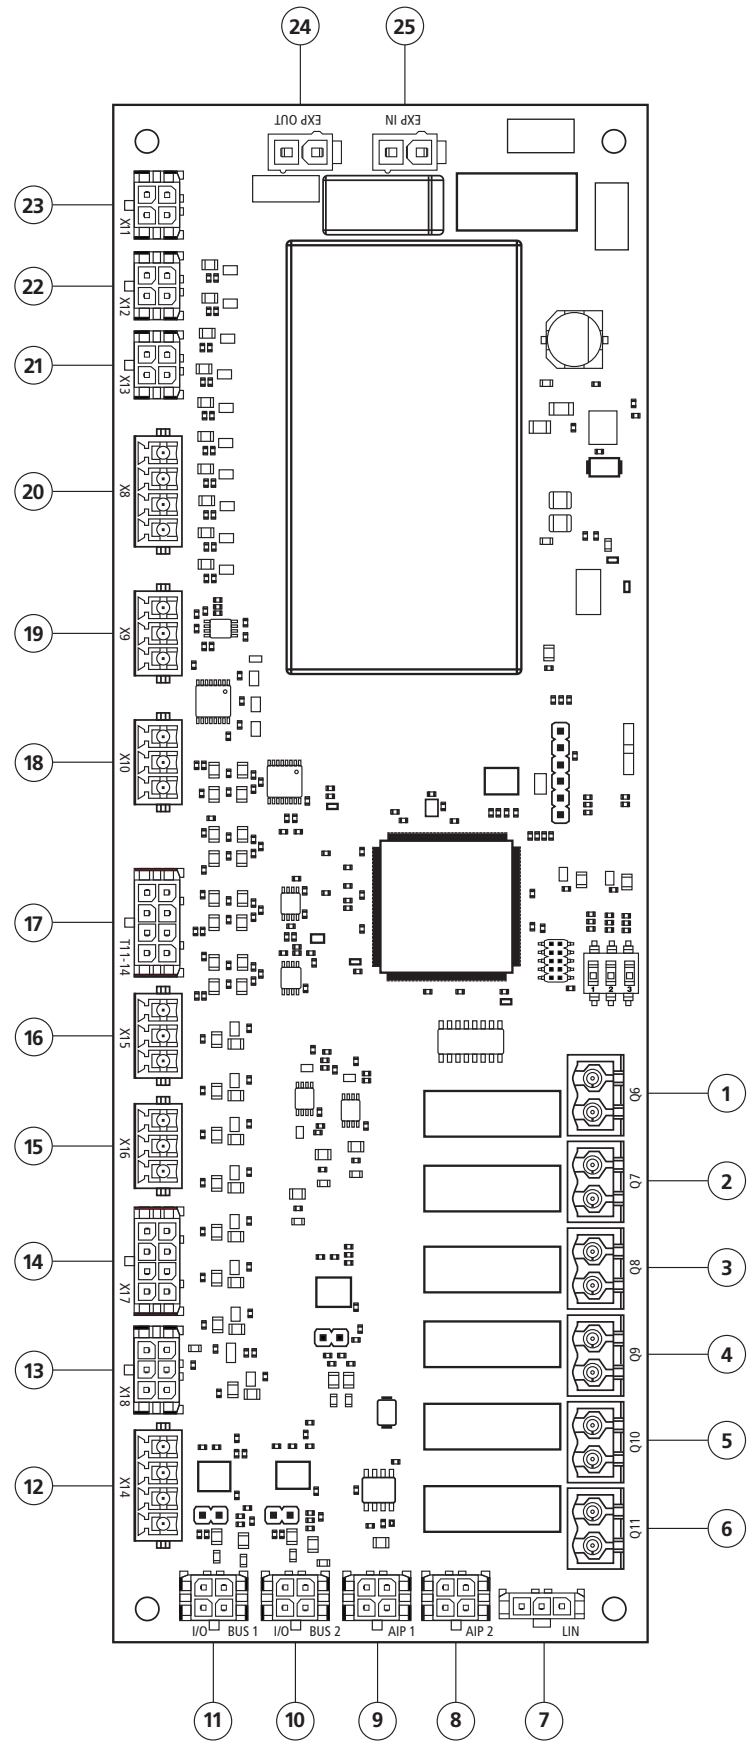 24 25
EXP OUT EXP IN
23 X11
22 X12
21 X13
20 X8
19 X9
18 X10
17 T11-14
1 2 3
16 X15
Q6 1
15 X16
Q7 2
14 X17
Q8 3
13 X18
Q9 4
Q10 5
12 X14
Q11 6
I/O BUS 1 I/O BUS 2 AIP 1 AIP 2 LIN
11 10 9 8 7